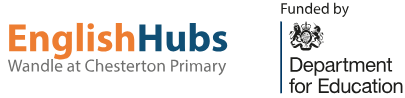 Funded by
EnglishHubs
Wandle at Chesterton Primary
Department
for Education